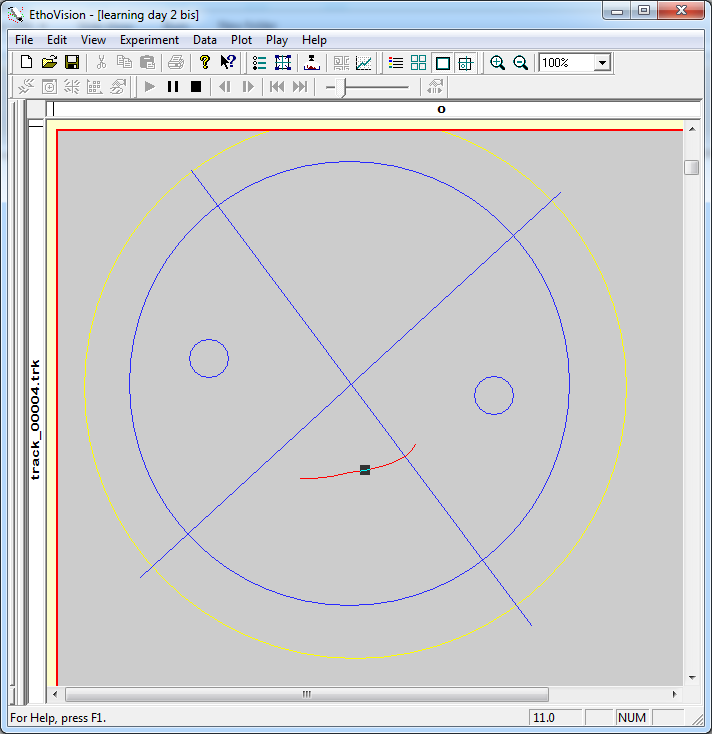 EthoVision - [learning day 2 bis]
File Edit View Experiment Data Plot Play Help
100%
o
track_00004.trk
For Help, press F1.
11.0
NUM